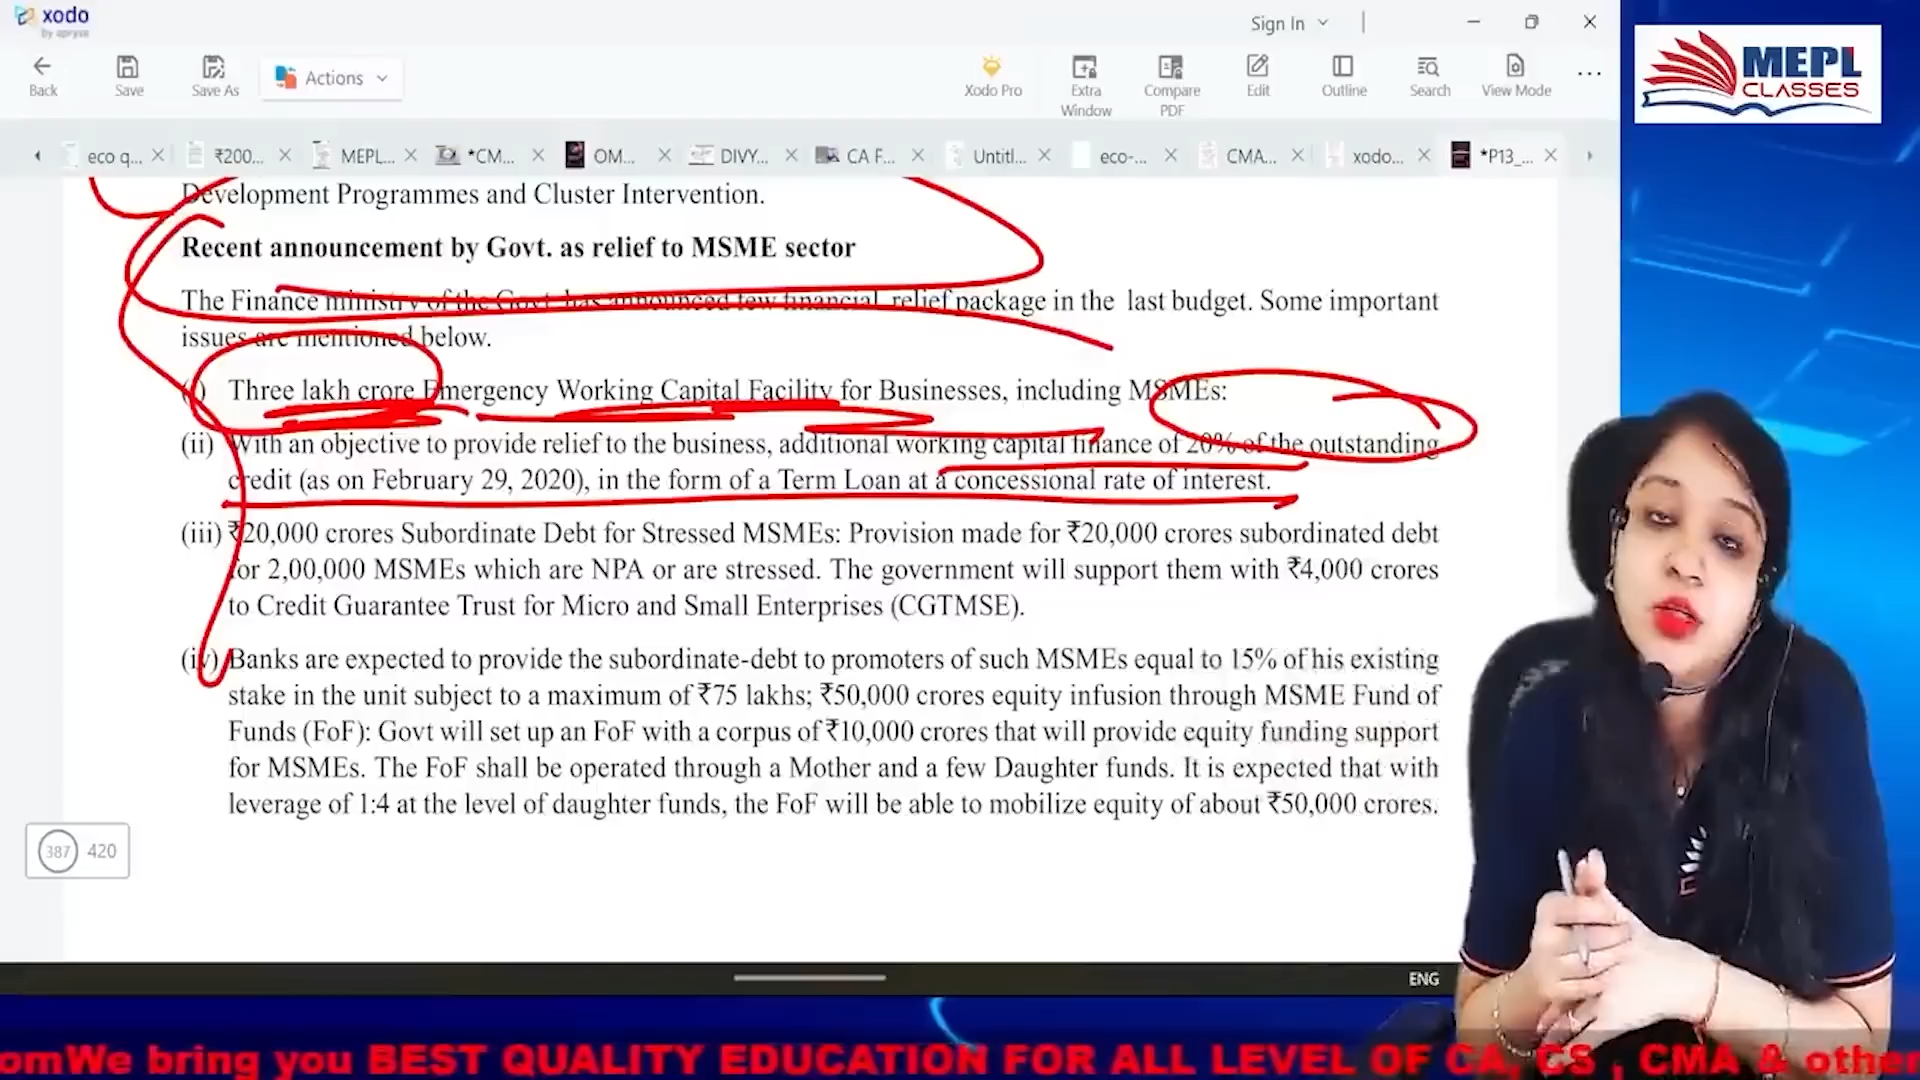 xodo
by apryse
Sign In
Back
Save
Save As
Actions
Xodo Pro
Extra Window
Compare PDF
Edit
Outline
Search
View Mode
eco q...
₹200...
MEPL...
*CM...
OM...
DIVY...
CA F...
Untitl...
eco-...
CMA...
xodo...
*P13_...
MEPL
CLASSES
Development Programmes and Cluster Intervention.
Recent announcement by Govt. as relief to MSME sector
The Finance ministry of the Govt. has announced few financial relief package in the last budget. Some important
issues are mentioned below.
(i) Three lakh crore Emergency Working Capital Facility for Businesses, including MSMEs:
(ii) With an objective to provide relief to the business, additional working capital finance of 20% of the outstanding
credit (as on February 29, 2020), in the form of a Term Loan at a concessional rate of interest.
(iii) ₹20,000 crores Subordinate Debt for Stressed MSMEs: Provision made for ₹20,000 crores subordinated debt
for 2,00,000 MSMEs which are NPA or are stressed. The government will support them with ₹4,000 crores
to Credit Guarantee Trust for Micro and Small Enterprises (CGTMSE).
(iv) Banks are expected to provide the subordinate-debt to promoters of such MSMEs equal to 15% of his existing
stake in the unit subject to a maximum of ₹75 lakhs; ₹50,000 crores equity infusion through MSME Fund of
Funds (FoF): Govt will set up an FoF with a corpus of ₹10,000 crores that will provide equity funding support
for MSMEs. The FoF shall be operated through a Mother and a few Daughter funds. It is expected that with
leverage of 1:4 at the level of daughter funds, the FoF will be able to mobilize equity of about ₹50,000 crores.
387 420
ENG
omWe bring you BEST QUALITY EDUCATION FOR ALL LEVEL OF CA, CS , CMA & other